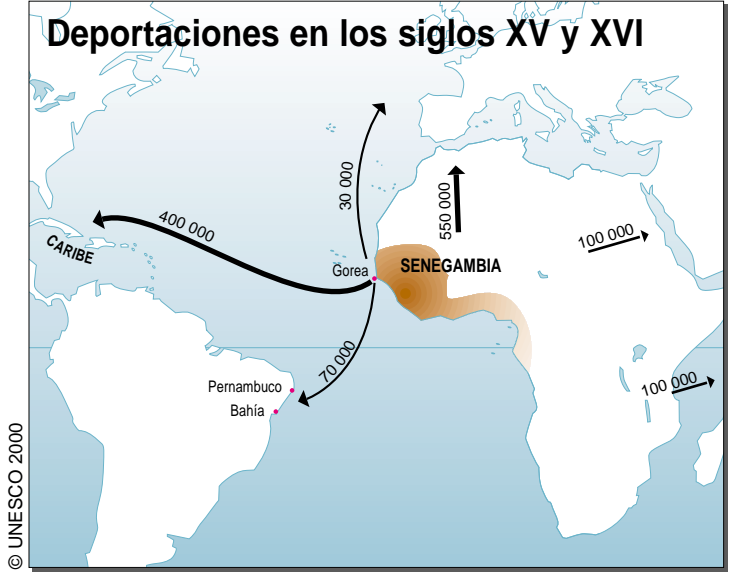 Deportaciones en los siglos XV y XVI
30 000
550 000
400 000
100 000
CARIBE
Gorea
SENEGAMBIA
70 000
Pernambuco
100 000
Bahía
© UNESCO 2000